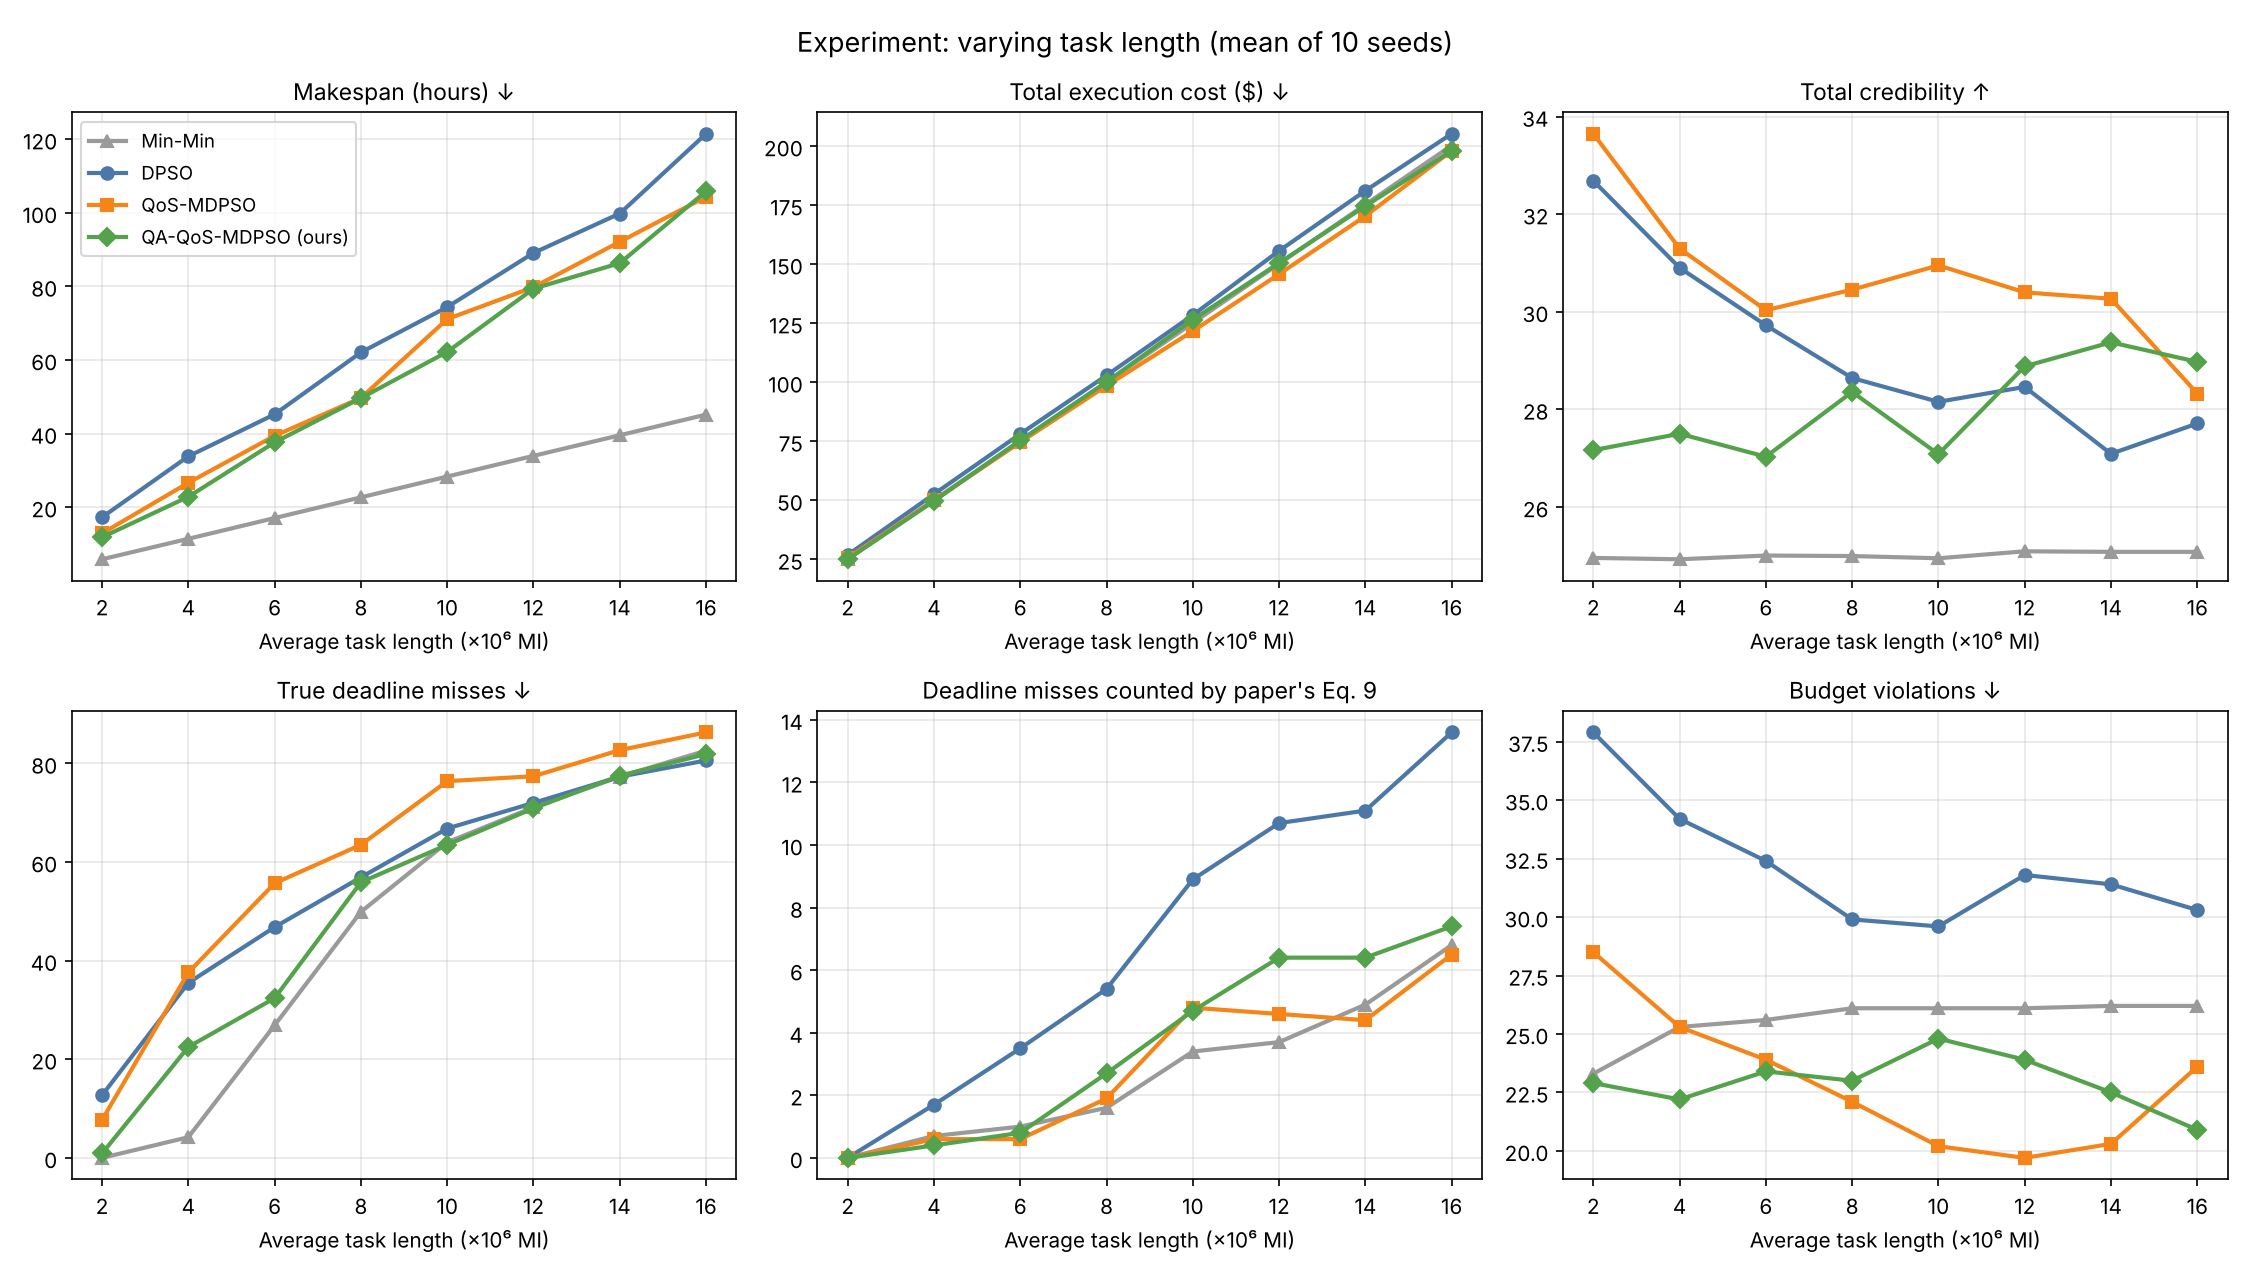 Experiment: varying task length (mean of 10 seeds)
Makespan (hours) ↓
120
100
80
60
40
20
Min-Min
DPSO
QoS-MDPSO
QA-QoS-MDPSO (ours)
2 4 6 8 10 12 14 16
Average task length (×10⁶ MI)
Total execution cost ($) ↓
200
175
150
125
100
75
50
25
2 4 6 8 10 12 14 16
Average task length (×10⁶ MI)
Total credibility ↑
34
32
30
28
26
2 4 6 8 10 12 14 16
Average task length (×10⁶ MI)
True deadline misses ↓
80
60
40
20
0
2 4 6 8 10 12 14 16
Average task length (×10⁶ MI)
Deadline misses counted by paper's Eq. 9
14
12
10
8
6
4
2
0
2 4 6 8 10 12 14 16
Average task length (×10⁶ MI)
Budget violations ↓
37.5
35.0
32.5
30.0
27.5
25.0
22.5
20.0
2 4 6 8 10 12 14 16
Average task length (×10⁶ MI)